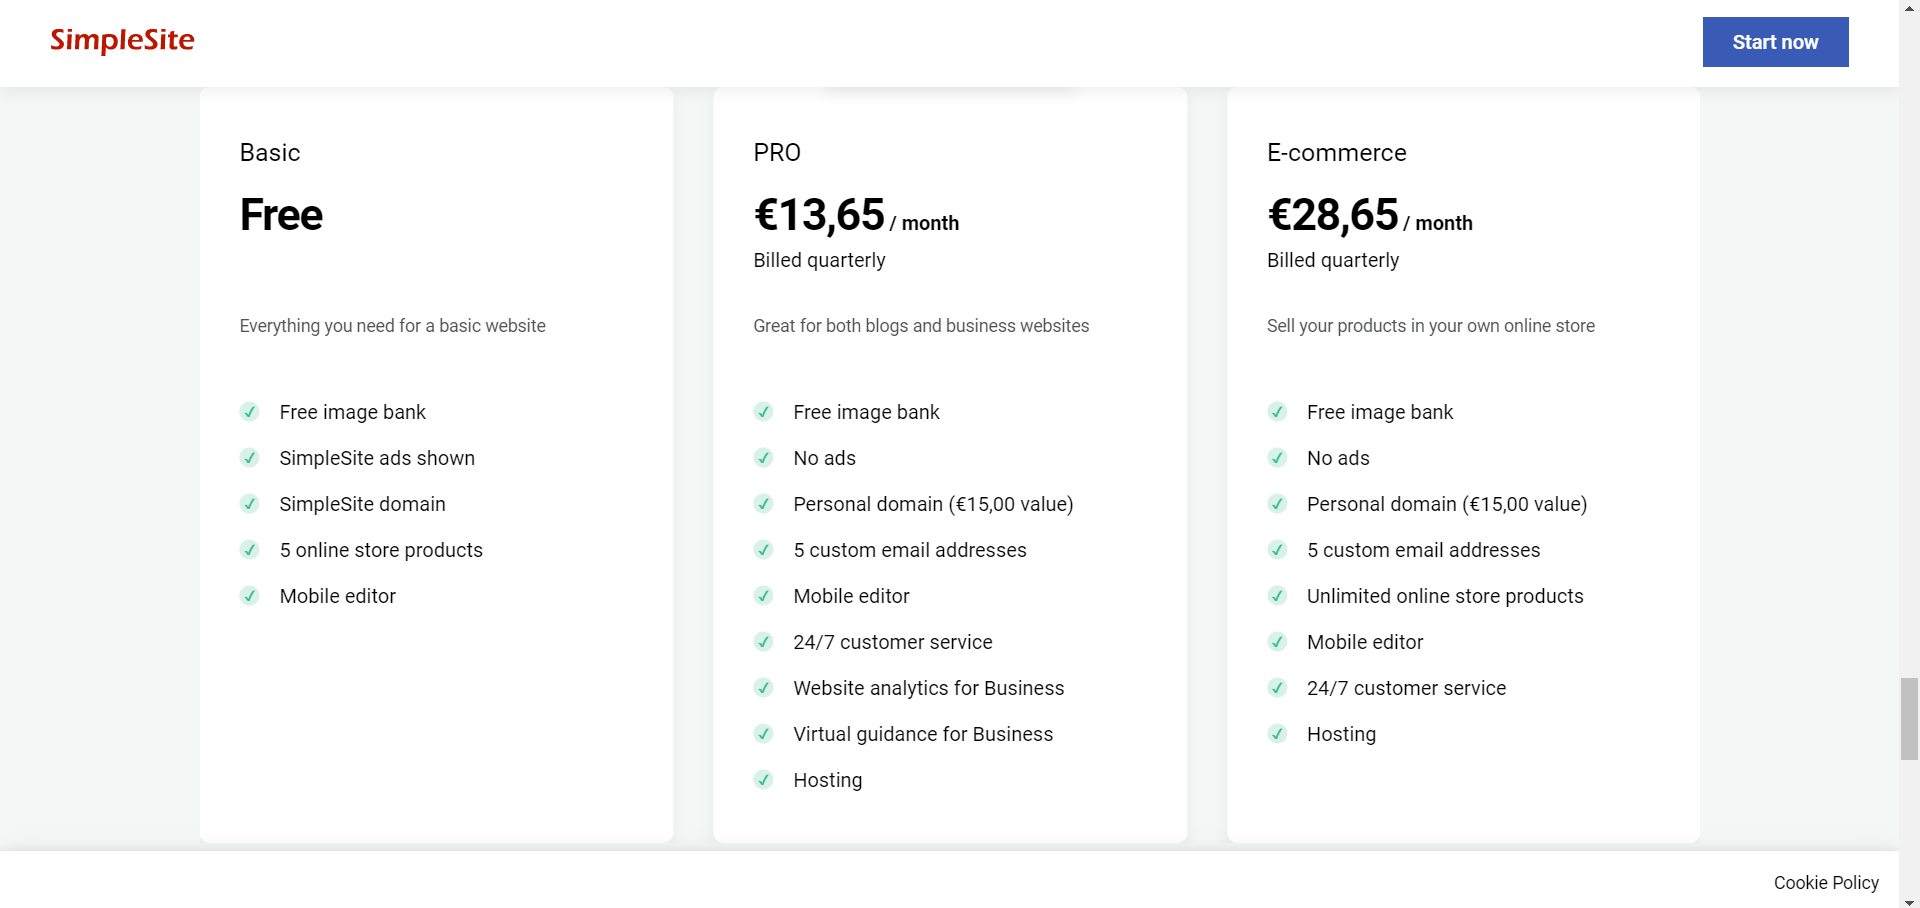 SimpleSite
Start now
Basic
Free
Everything you need for a basic website
Free image bank
SimpleSite ads shown
SimpleSite domain
5 online store products
Mobile editor
PRO
€13,65 / month
Billed quarterly
Great for both blogs and business websites
Free image bank
No ads
Personal domain (€15,00 value)
5 custom email addresses
Mobile editor
24/7 customer service
Website analytics for Business
Virtual guidance for Business
Hosting
E-commerce
€28,65 / month
Billed quarterly
Sell your products in your own online store
Free image bank
No ads
Personal domain (€15,00 value)
5 custom email addresses
Unlimited online store products
Mobile editor
24/7 customer service
Hosting
Cookie Policy